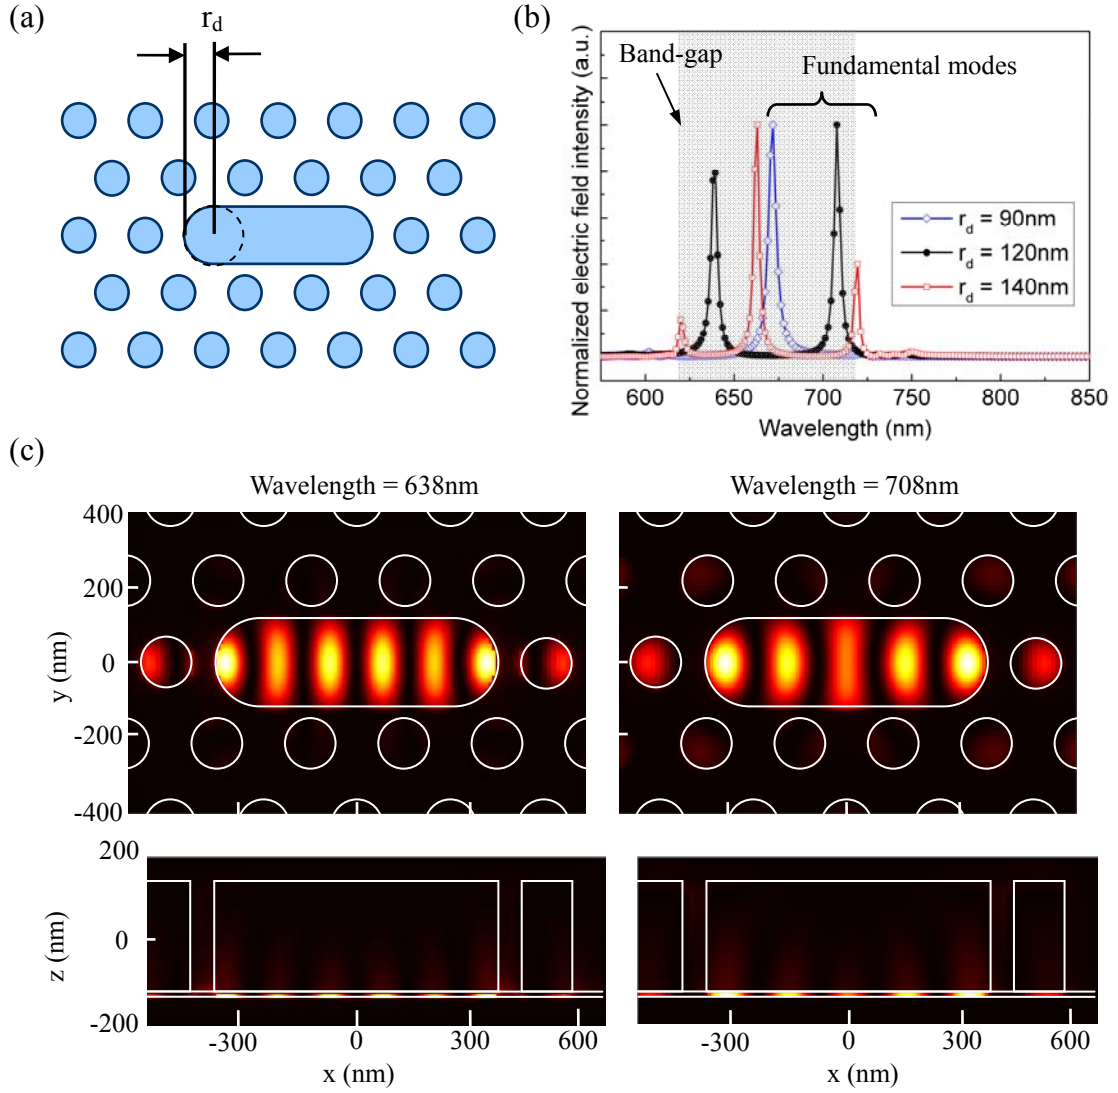 (a)
r_d
(b)
Normalized electric field intensity (a.u.)
Band-gap
Fundamental modes
r_d = 90nm
r_d = 120nm
r_d = 140nm
600 650 700 750 800 850
Wavelength (nm)
(c)
Wavelength = 638nm
Wavelength = 708nm
400
200
0
-200
-400
y (nm)
200
0
-200
z (nm)
-300 0 300 600
x (nm)
-300 0 300 600
x (nm)